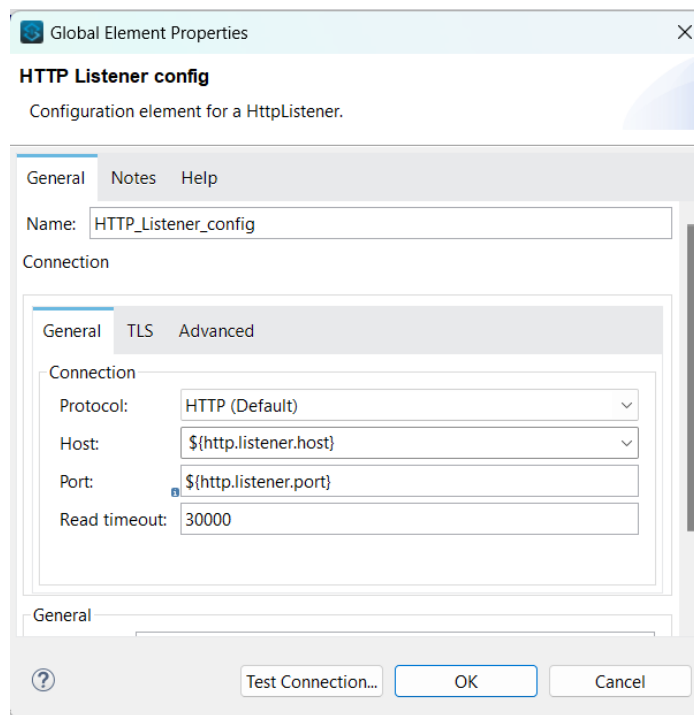 Global Element Properties
HTTP Listener config
Configuration element for a HttpListener.
General Notes Help
Name: HTTP_Listener_config
Connection
General TLS Advanced
Connection
Protocol: HTTP (Default)
Host: ${http.listener.host}
Port: ${http.listener.port}
Read timeout: 30000
General
Test Connection... OK Cancel